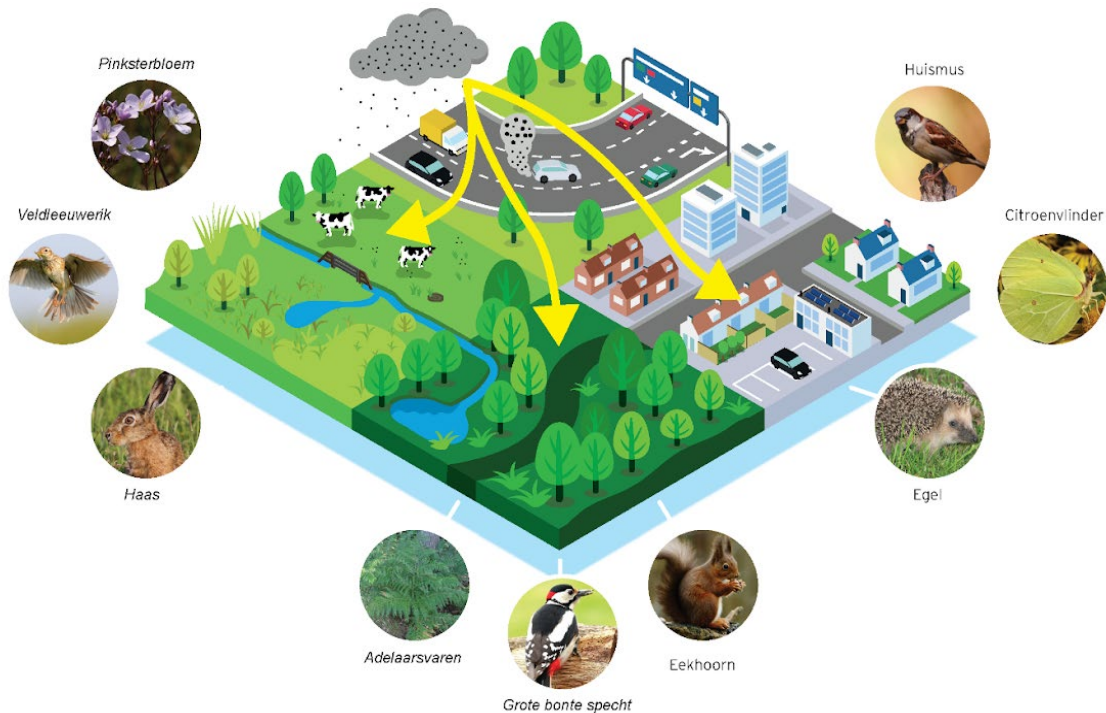 Pinksterbloem
Huismus
Veldleeuwerik
Citroenvlinder
Haas
Egel
Adelaarsvaren
Grote bonte specht
Eekhoorn